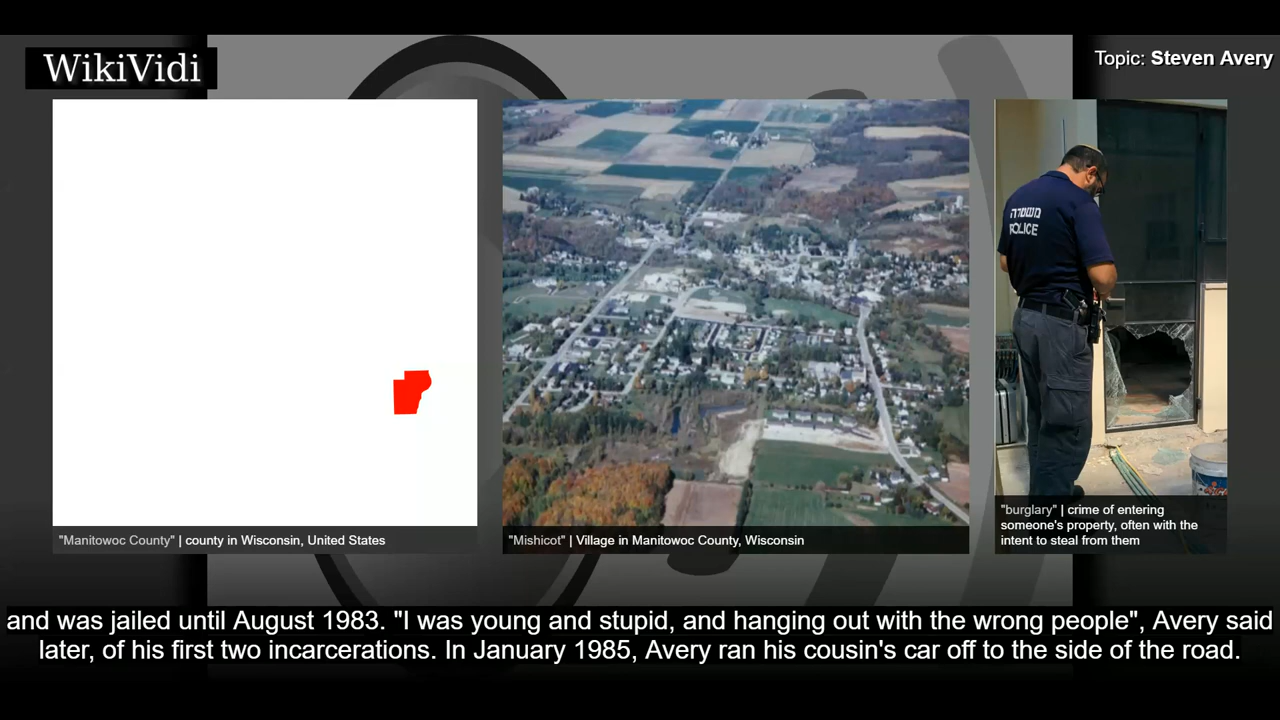 WikiVidi
Topic: Steven Avery
משטרה
POLICE
"Manitowoc County" | county in Wisconsin, United States
"Mishicot" | Village in Manitowoc County, Wisconsin
"burglary" | crime of entering
someone's property, often with the
intent to steal from them
and was jailed until August 1983. "I was young and stupid, and hanging out with the wrong people", Avery said
later, of his first two incarcerations. In January 1985, Avery ran his cousin's car off to the side of the road.